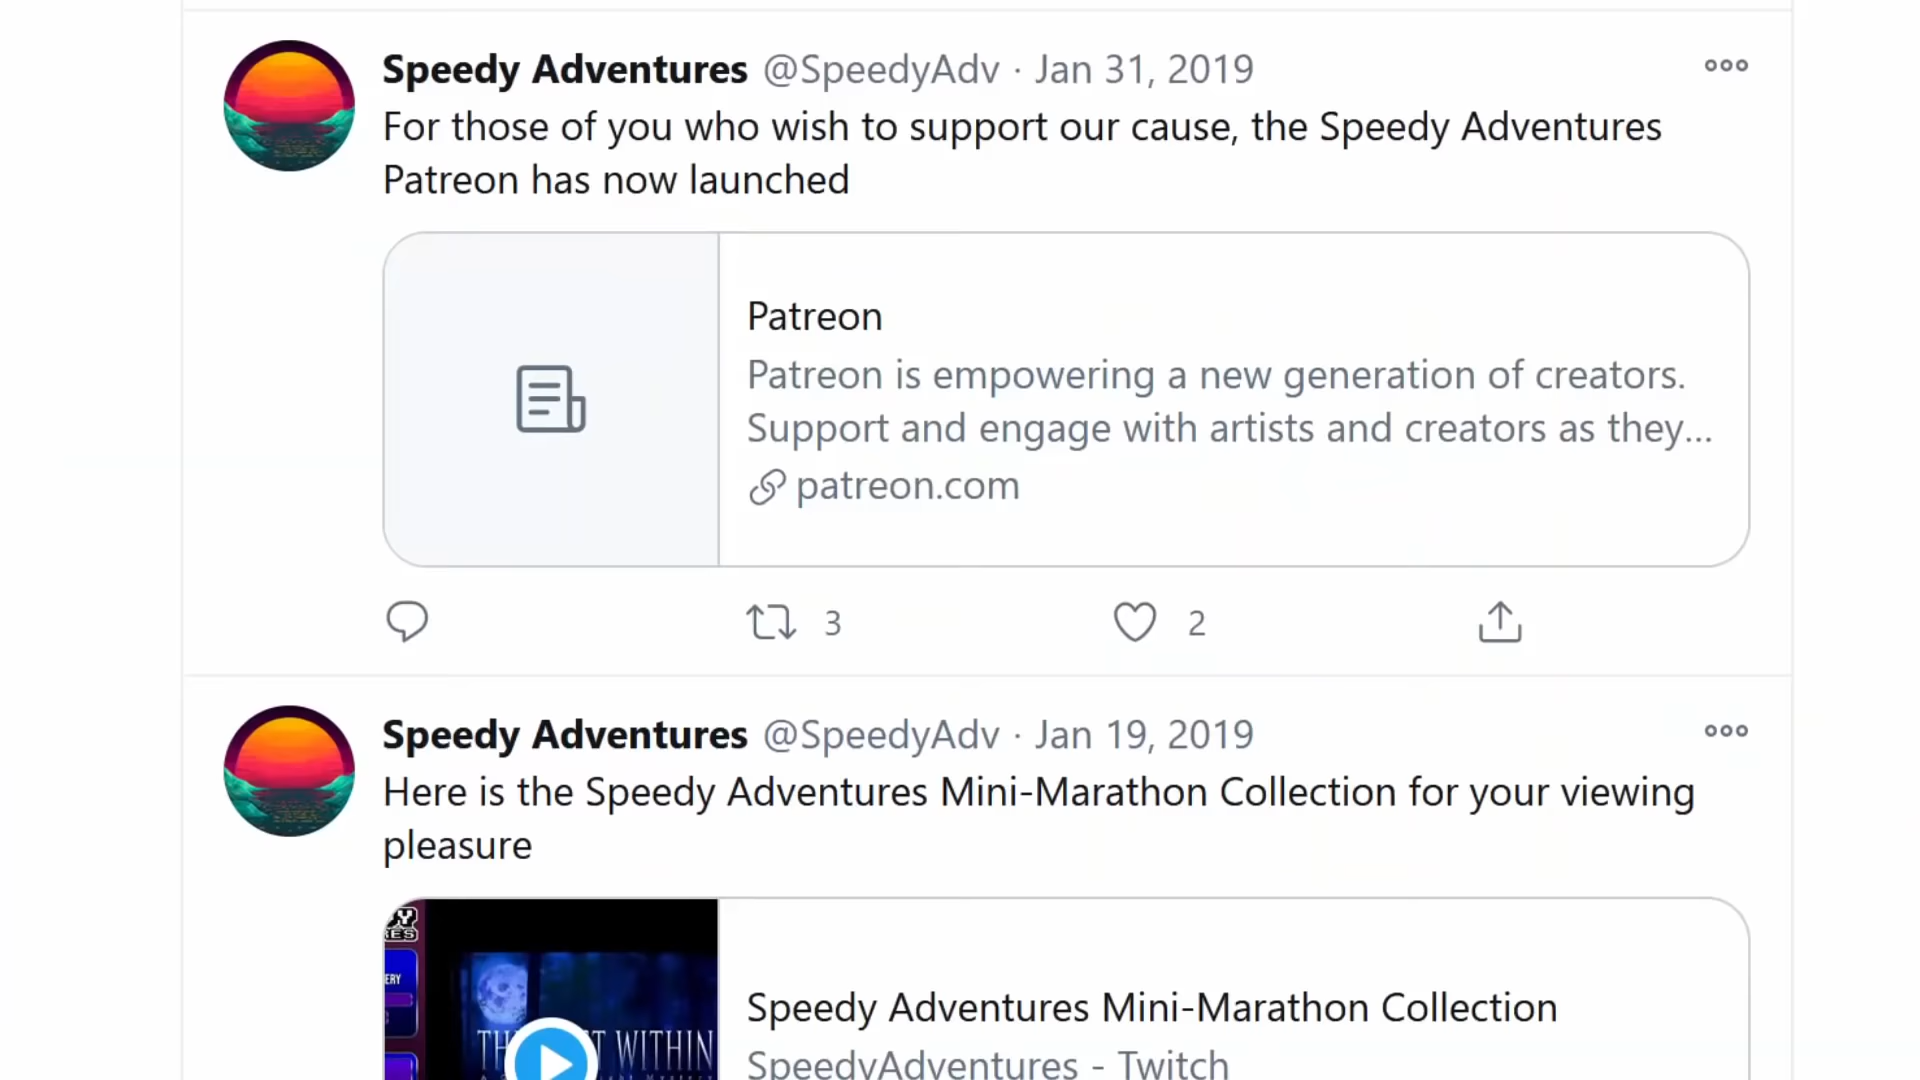 Speedy Adventures @SpeedyAdv · Jan 31, 2019
For those of you who wish to support our cause, the Speedy Adventures
Patreon has now launched
Patreon
Patreon is empowering a new generation of creators.
Support and engage with artists and creators as they...
patreon.com
3 2
Speedy Adventures @SpeedyAdv · Jan 19, 2019
Here is the Speedy Adventures Mini-Marathon Collection for your viewing
pleasure
WITHIN
Speedy Adventures Mini-Marathon Collection
SpeedyAdventures - Twitch